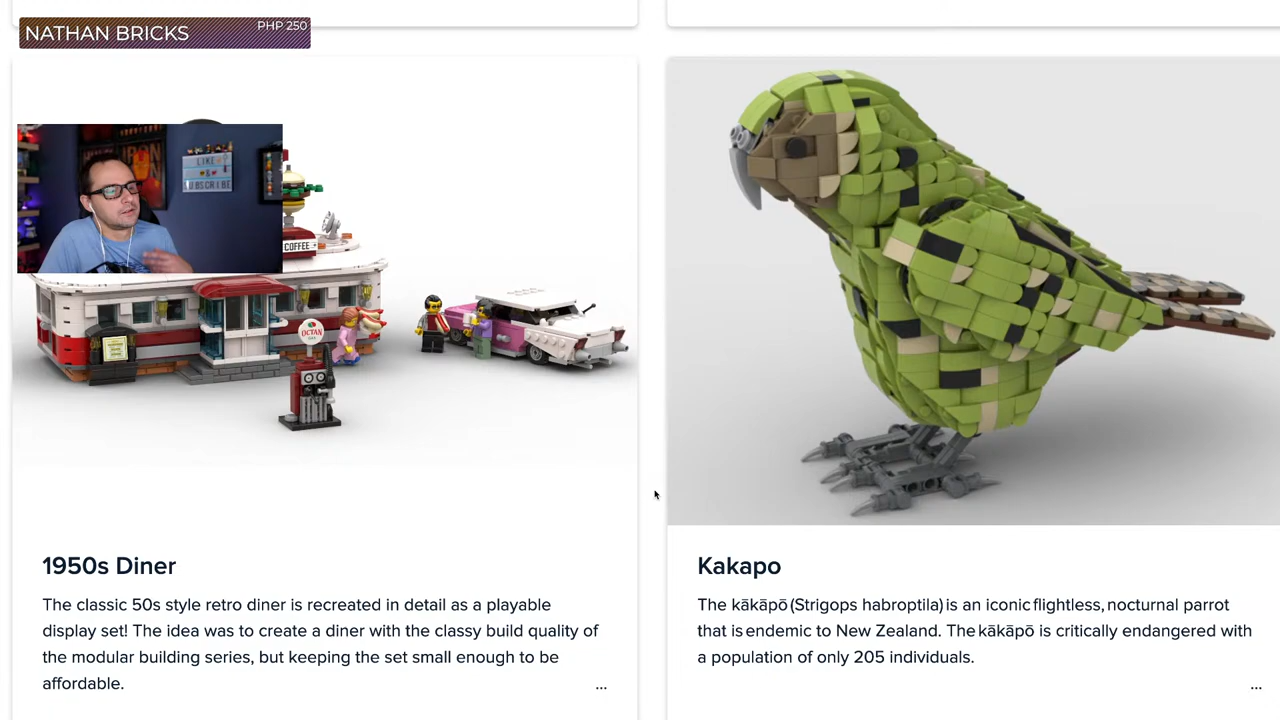 NATHAN BRICKS
PHP 250
LIKE
&
SUBSCRIBE
COFFEE
OCTAN
1950s Diner
The classic 50s style retro diner is recreated in detail as a playable
display set! The idea was to create a diner with the classy build quality of
the modular building series, but keeping the set small enough to be
affordable.
...
Kakapo
The kākāpō (Strigops habroptila) is an iconic flightless, nocturnal parrot
that is endemic to New Zealand. The kākāpō is critically endangered with
a population of only 205 individuals.
...